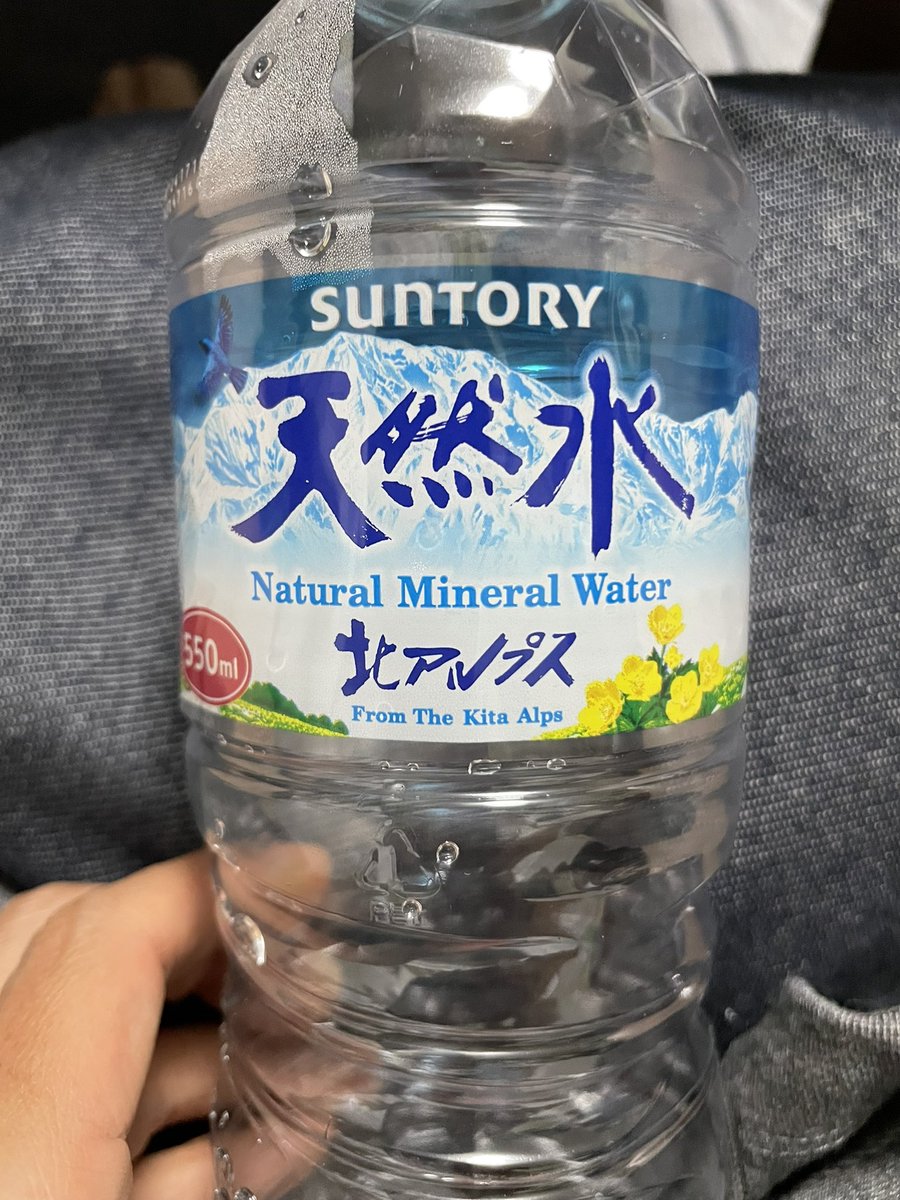 SUNTORY
天然水
Natural Mineral Water
550ml
北アルプス
From The Kita Alps